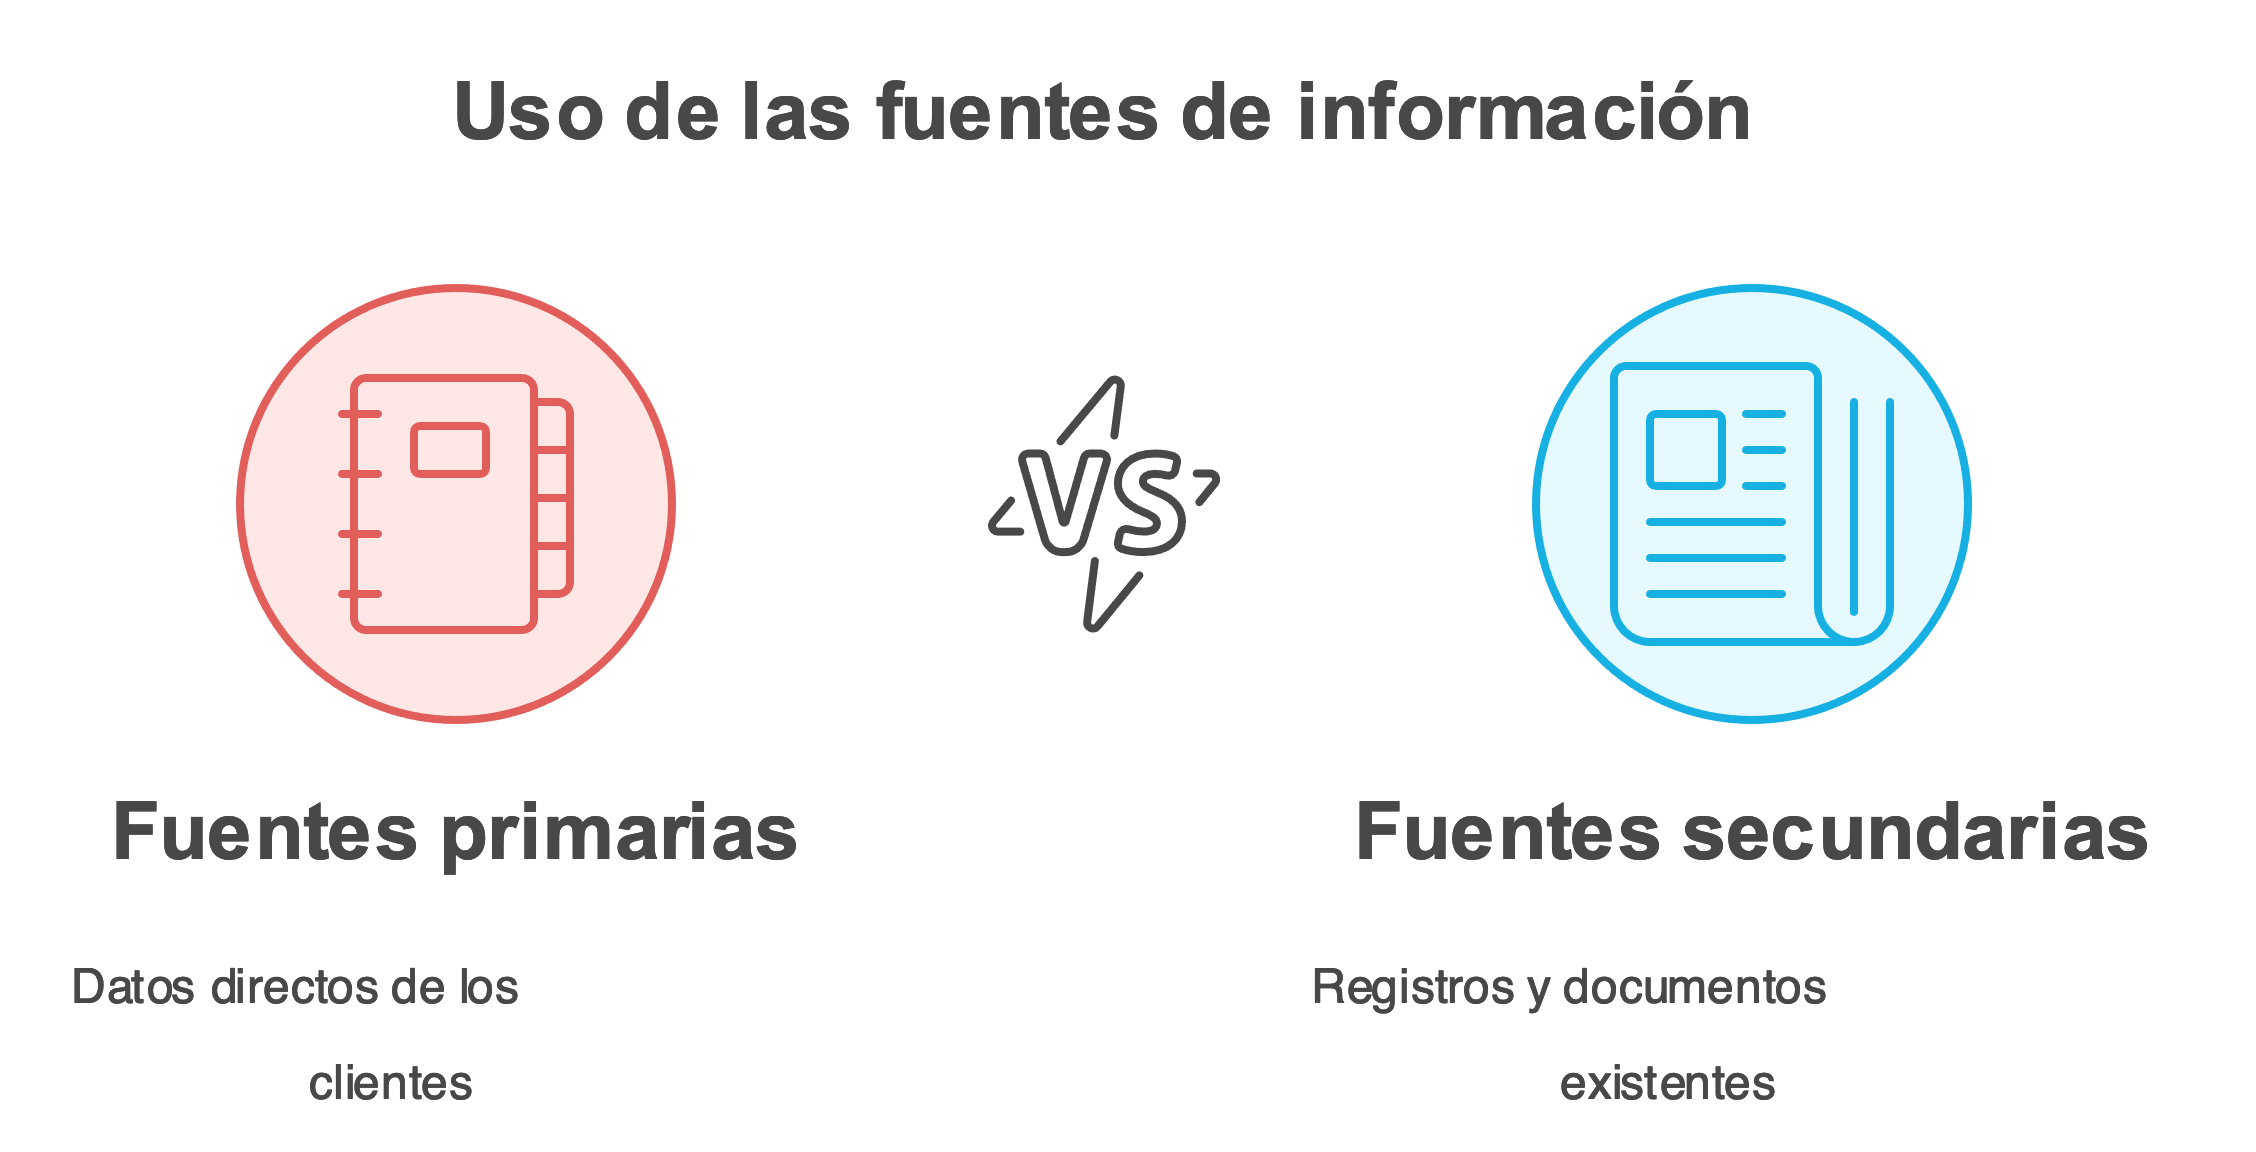 Uso de las fuentes de información
VS
Fuentes primarias
Datos directos de los
clientes
Fuentes secundarias
Registros y documentos
existentes